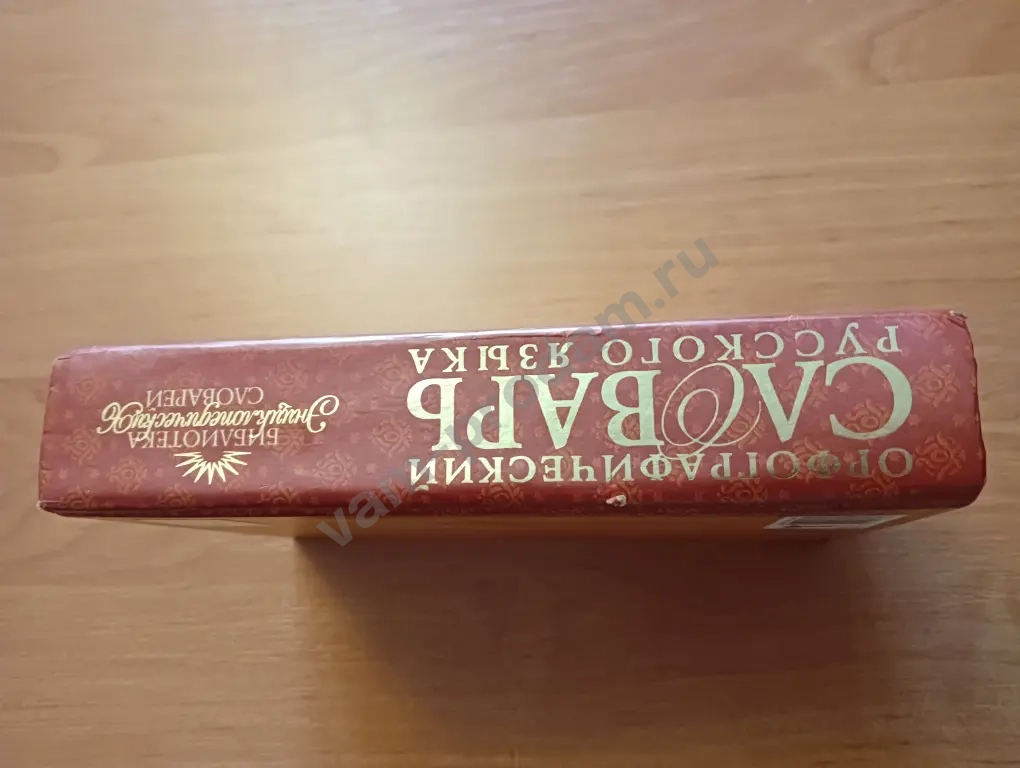 ОРФОГРАФИЧЕСКИЙ
СЛОВАРЬ
РУССКОГО ЯЗЫКА
БИБЛИОТЕКА
Энциклопедических
СЛОВАРЕЙ